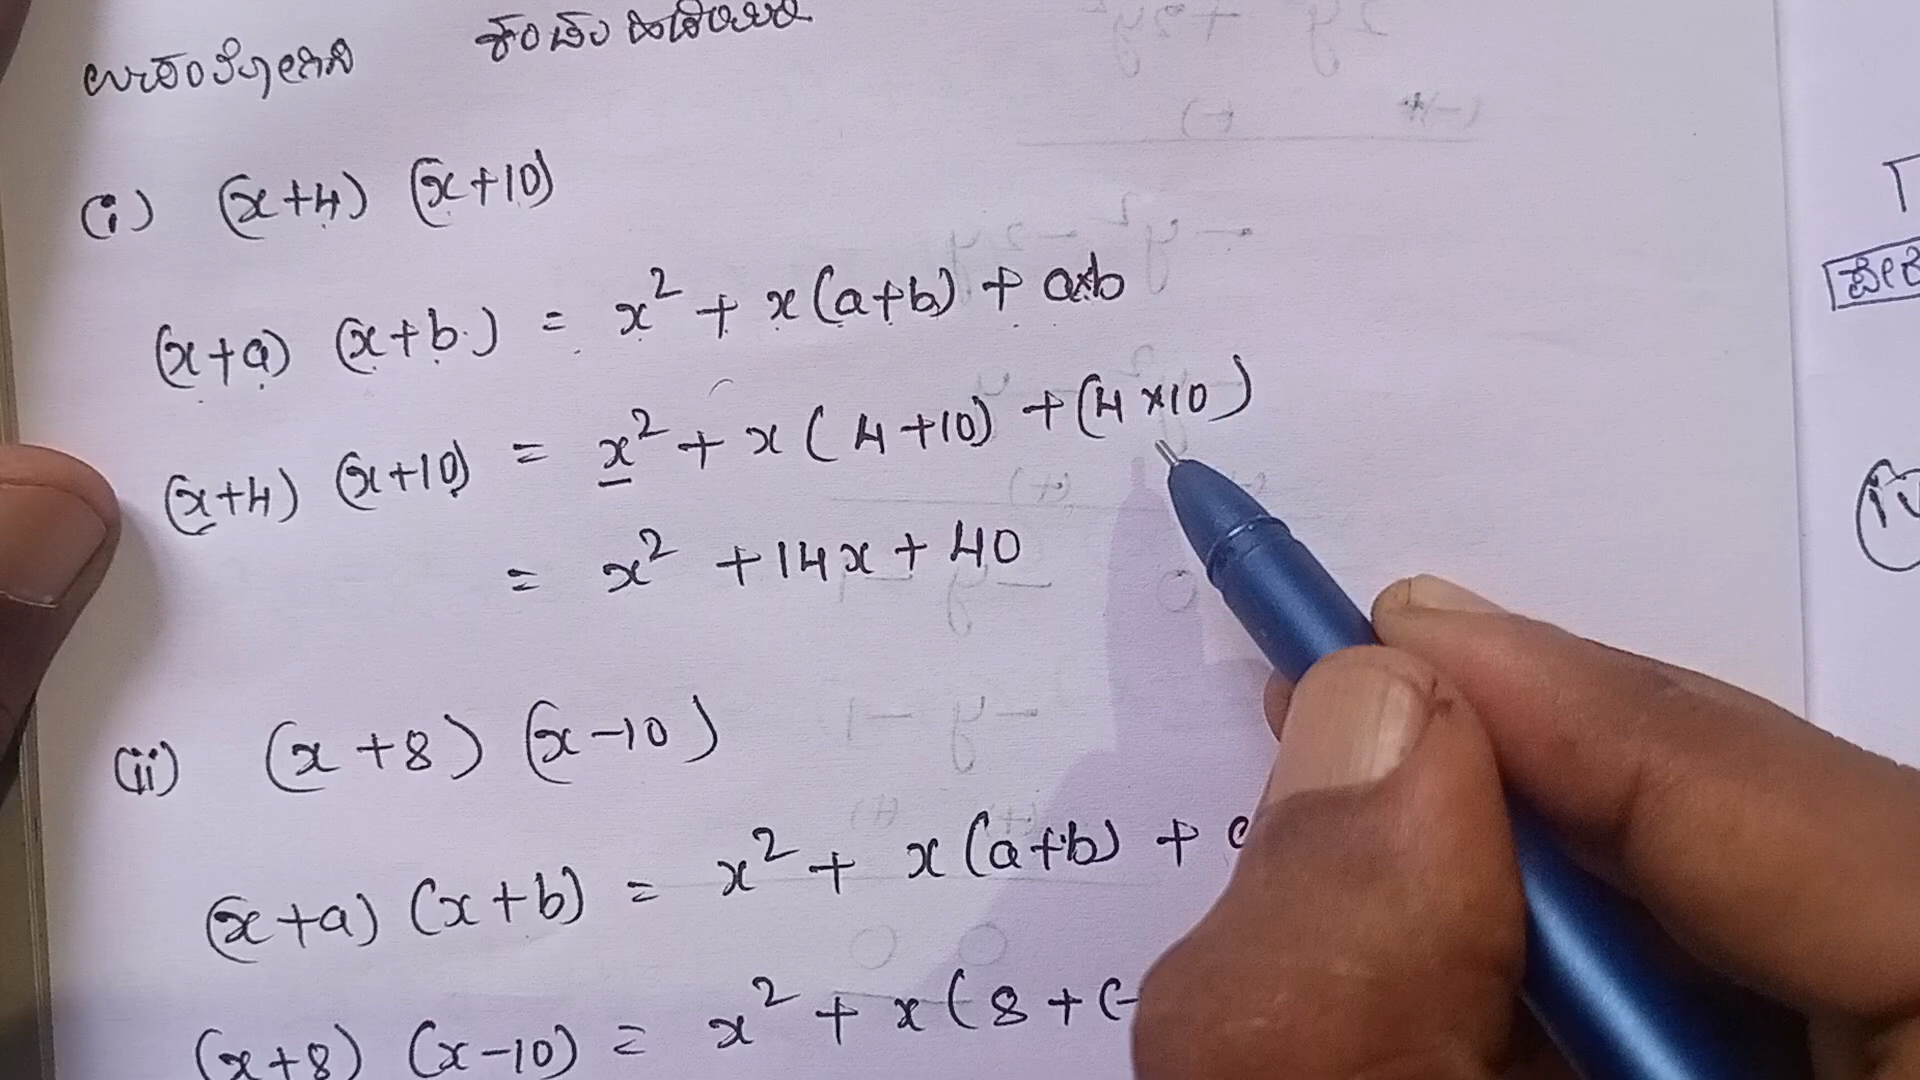 ಉಪಯೋಗಿಸಿ ಕಂಡು ಹಿಡಿಯಿರಿ
(i) (x+4) (x+10)
(x+a) (x+b) = x² + x(a+b) + a×b
(x+4) (x+10) = x² + x(4+10) + (4×10)
= x² + 14x + 40
(ii) (x+8) (x-10)
(x+a) (x+b) = x² + x(a+b) +
(x+8) (x-10) = x² + x(8+(-